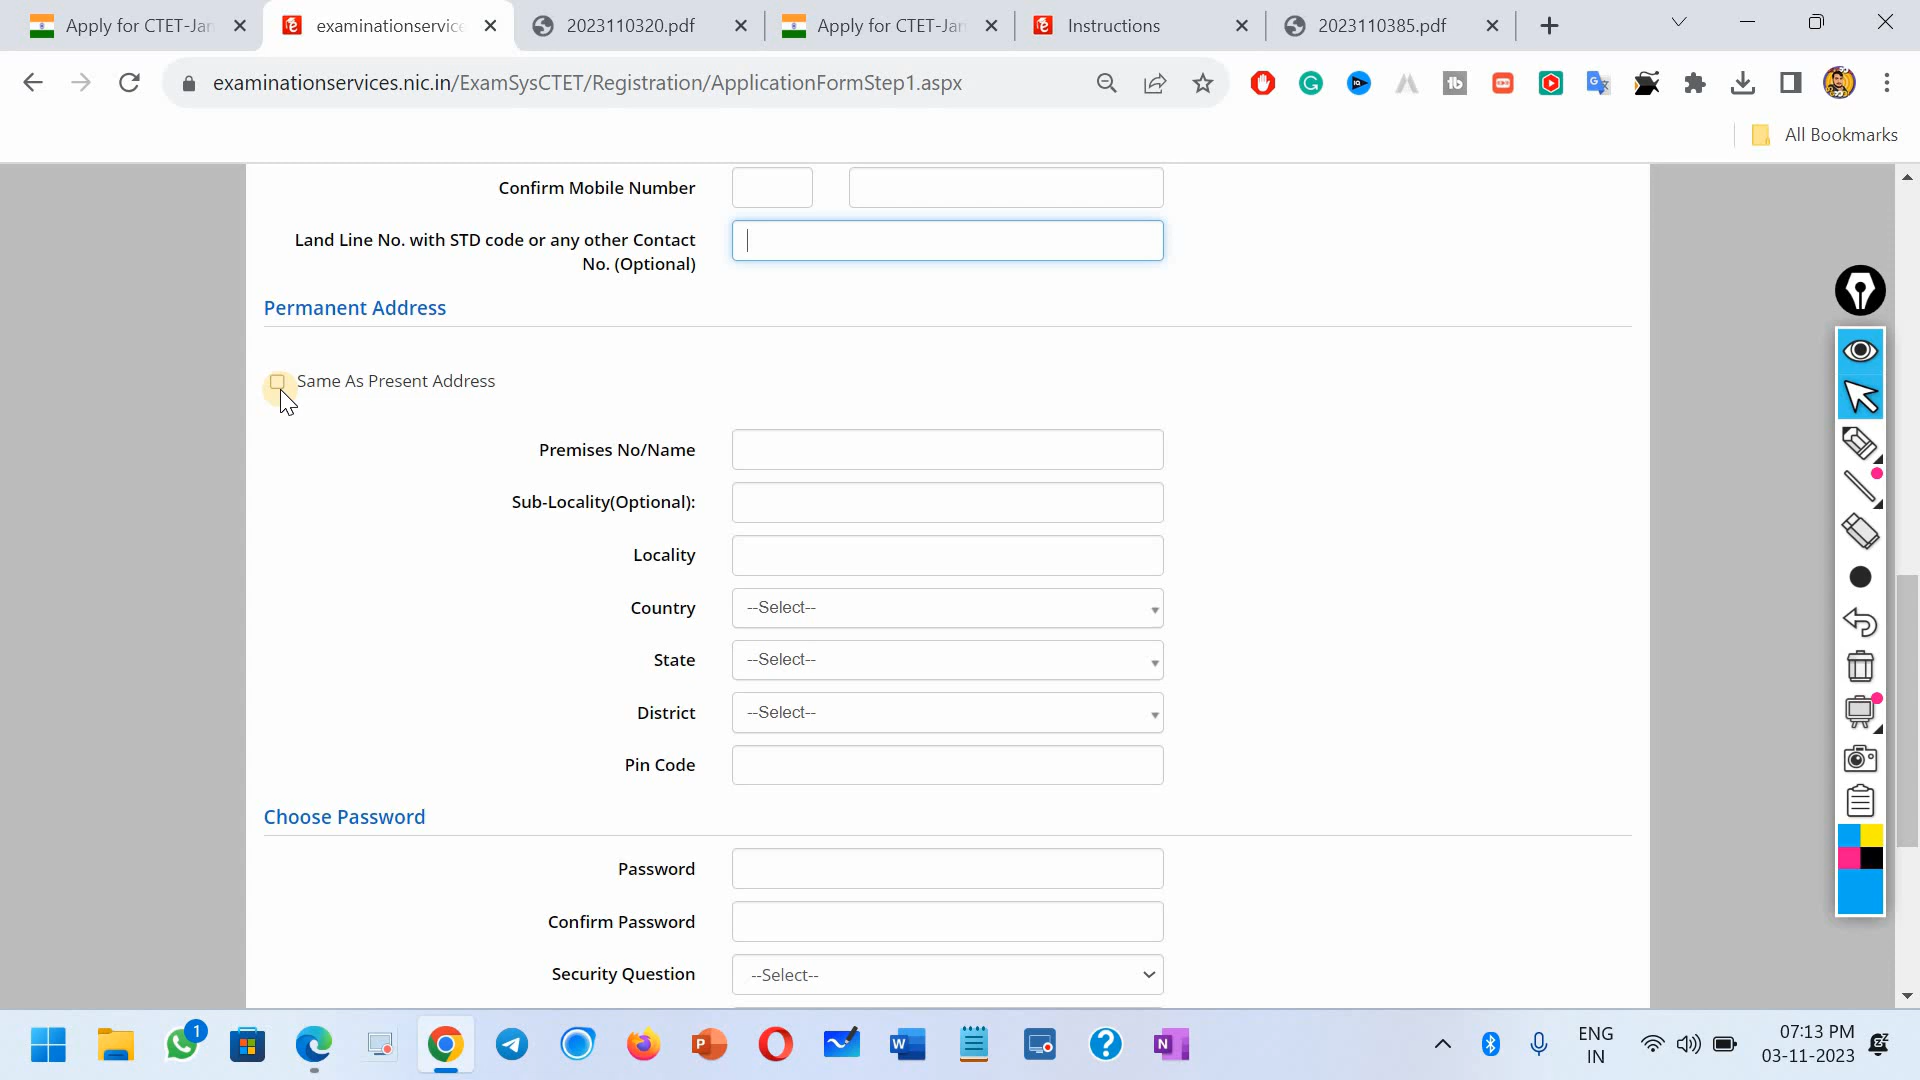 Apply for CTET-Jan
examinationservice
2023110320.pdf
Apply for CTET-Jan
Instructions
2023110385.pdf
examinationservices.nic.in/ExamSysCTET/Registration/ApplicationFormStep1.aspx
All Bookmarks
Confirm Mobile Number
Land Line No. with STD code or any other Contact
No. (Optional)
Permanent Address
Same As Present Address
Premises No/Name
Sub-Locality(Optional):
Locality
Country --Select--
State --Select--
District --Select--
Pin Code
Choose Password
Password
Confirm Password
Security Question --Select--
1
ENG
IN
07:13 PM
03-11-2023